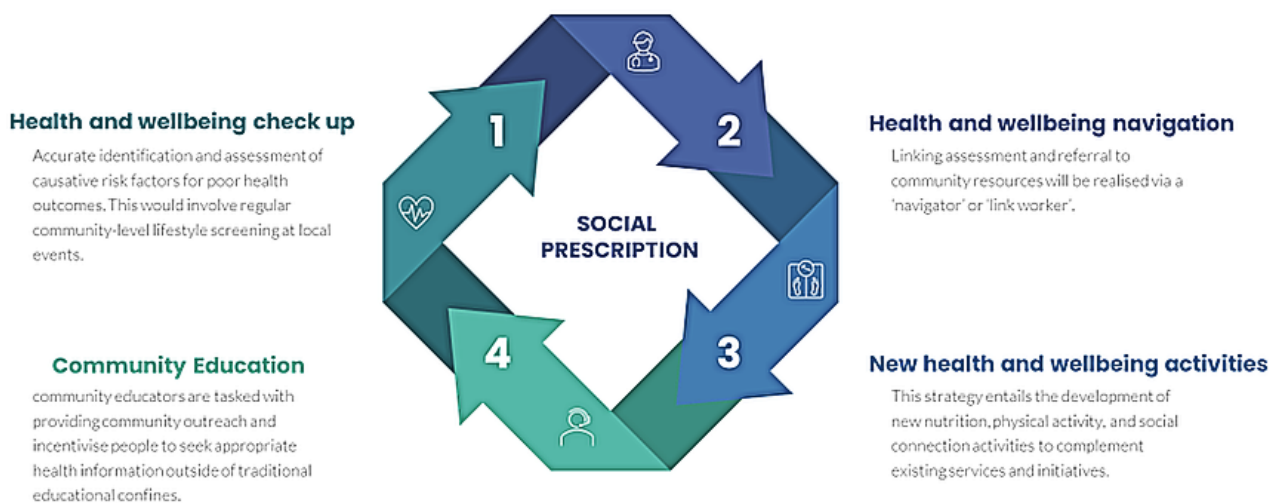 Health and wellbeing check up
Accurate identification and assessment of
causative risk factors for poor health
outcomes. This would involve regular
community-level lifestyle screening at local
events.
1
2
Health and wellbeing navigation
Linking assessment and referral to
community resources will be realised via a
'navigator' or 'link worker'.
SOCIAL
PRESCRIPTION
Community Education
community educators are tasked with
providing community outreach and
incentivise people to seek appropriate
health information outside of traditional
educational confines.
4
3
New health and wellbeing activities
This strategy entails the development of
new nutrition, physical activity, and social
connection activities to complement
existing services and initiatives.